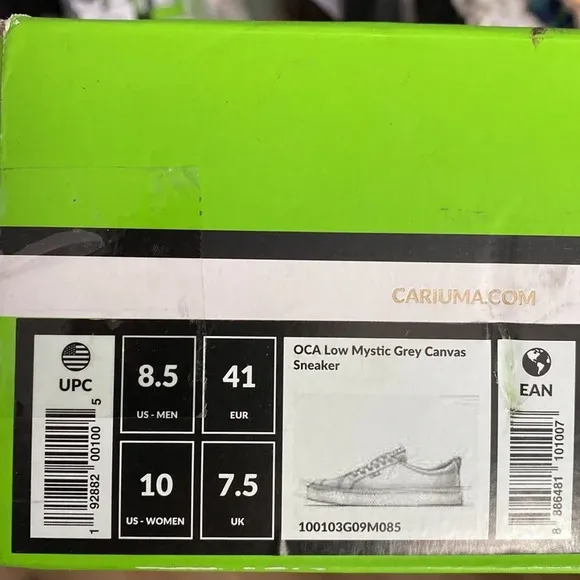 CARIUMA.COM
UPC
1 92882 00100 5
8.5
US - MEN
41
EUR
10
US - WOMEN
7.5
UK
OCA Low Mystic Grey Canvas
Sneaker
100103G09M085
EAN
8 886481 101007